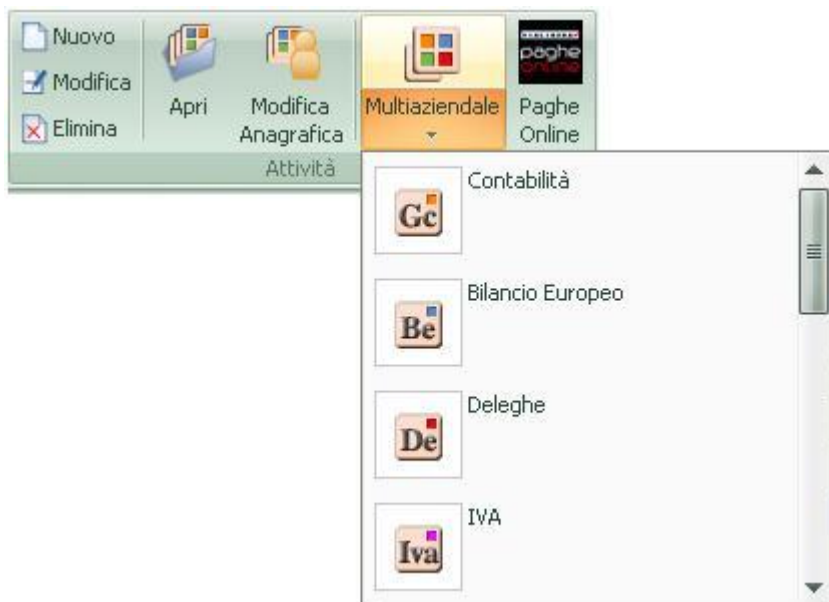 Nuovo
Modifica
Elimina
Apri
Modifica
Anagrafica
Multiaziendale
paghe
online
Paghe
Online
Attività
Gc
Contabilità
Be
Bilancio Europeo
De
Deleghe
Iva
IVA